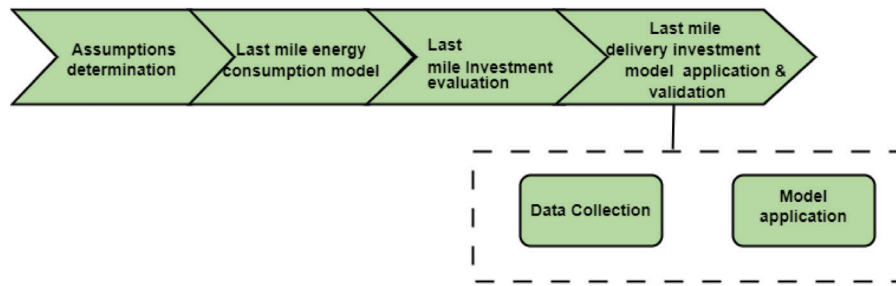 Assumptions
determination
Last mile energy
consumption model
Last
mile Investment
evaluation
Last mile
delivery investment
model application &
validation
Data Collection
Model
application